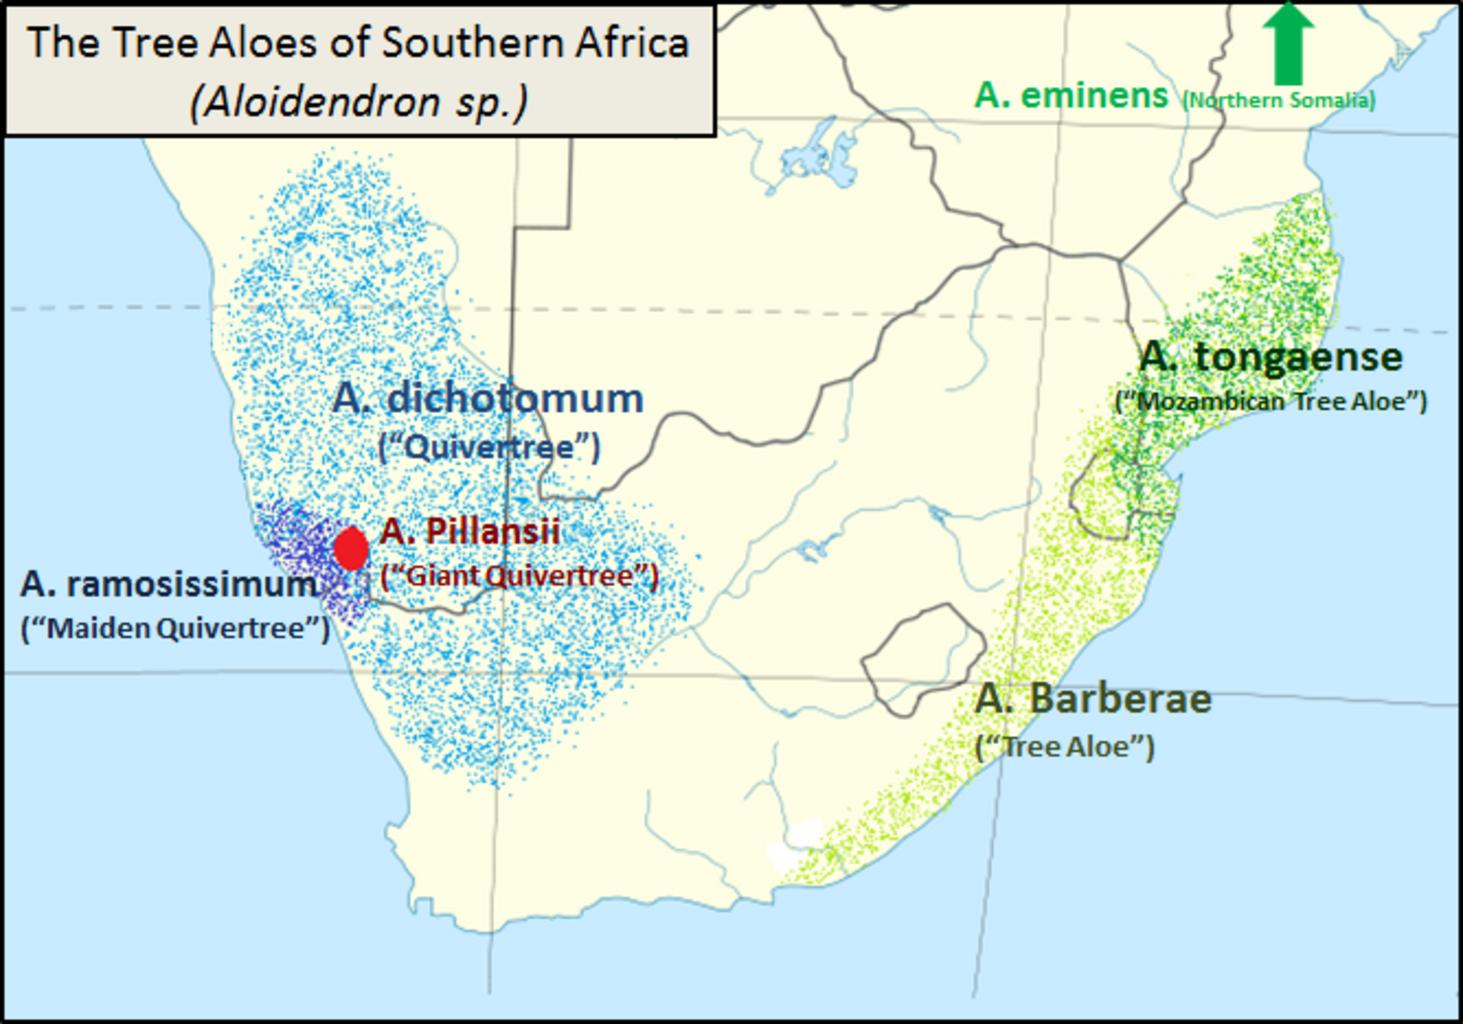 The Tree Aloes of Southern Africa
(Aloidendron sp.)
A. eminens (Northern Somalia)
A. tongaense
("Mozambican Tree Aloe")
A. dichotomum
("Quivertree")
A. Pillansii
("Giant Quivertree")
A. ramosissimum
("Maiden Quivertree")
A. Barberae
("Tree Aloe")